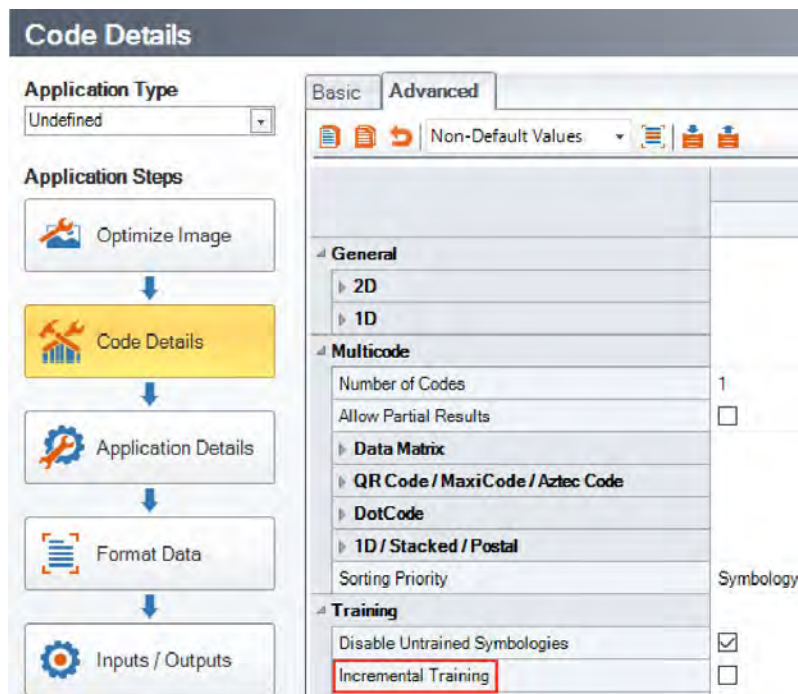 Code Details
Application Type
Undefined
Application Steps
Optimize Image
Code Details
Application Details
Format Data
Inputs / Outputs
Basic
Advanced
Non-Default Values
General
2D
1D
Multicode
Number of Codes 1
Allow Partial Results
Data Matrix
QR Code / MaxiCode / Aztec Code
DotCode
1D / Stacked / Postal
Sorting Priority Symbology
Training
Disable Untrained Symbologies
Incremental Training